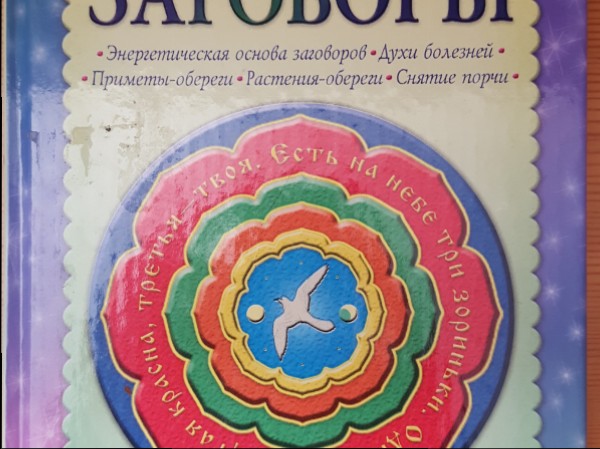 ЗАГОВОРЫ
• Энергетическая основа заговоров • Духи болезней •
• Приметы-обереги • Растения-обереги • Снятие порчи •
КРАСНА, ТРЕТЬЯ – ТВОЯ. ЕСТЬ НА НЕБЕ ТРИ ЗОРИНЬКИ.